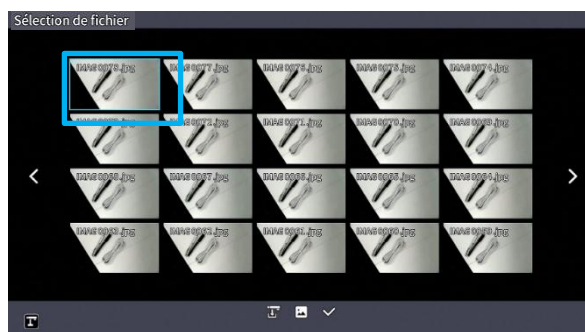 Sélection de fichier
IMAG0078.jpg IMAG0077.jpg IMAG0076.jpg IMAG0075.jpg IMAG0074.jpg
IMAG0072.jpg IMAG0071.jpg IMAG0070.jpg IMAG0069.jpg
IMAG0068.jpg IMAG0067.jpg IMAG0066.jpg IMAG0065.jpg IMAG0064.jpg
IMAG0063.jpg IMAG0062.jpg IMAG0061.jpg IMAG0060.jpg IMAG0059.jpg